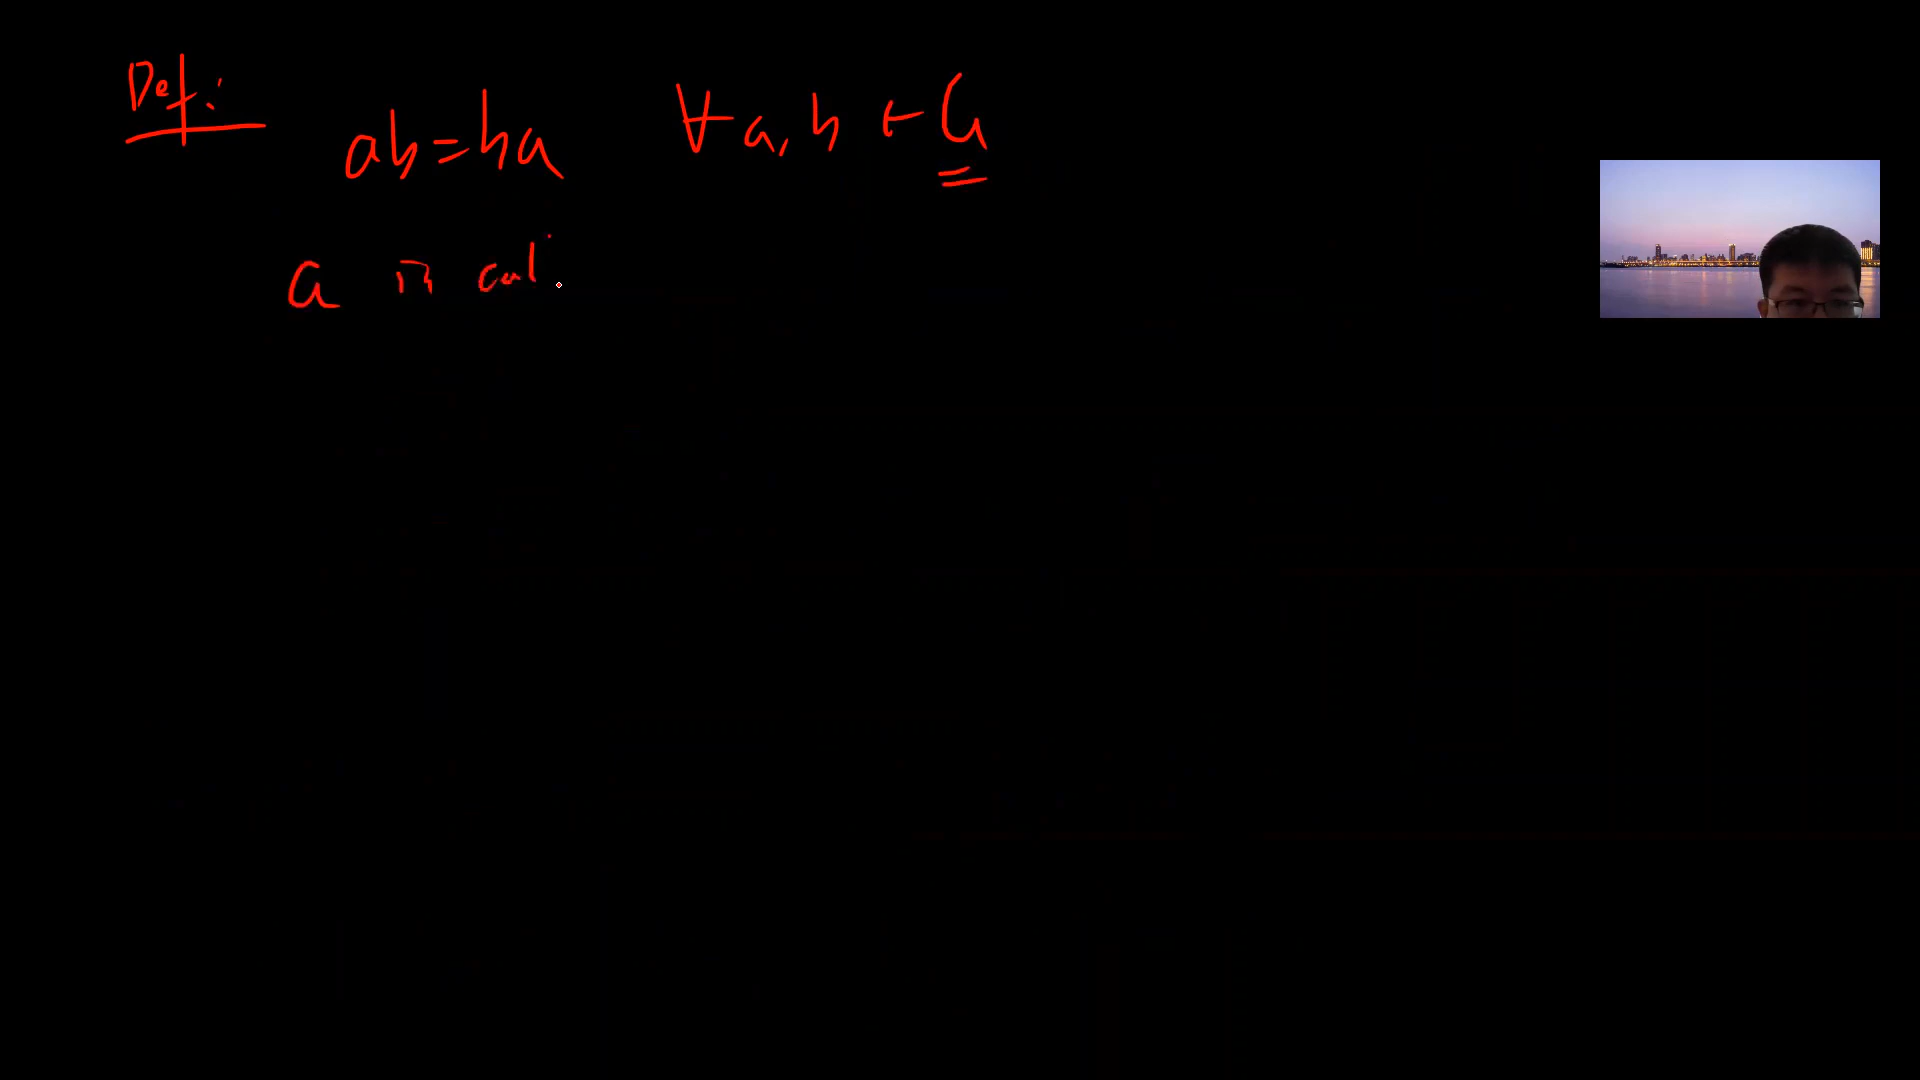 Def:
ab=ba ∀ a, b ∈ G
G is cal